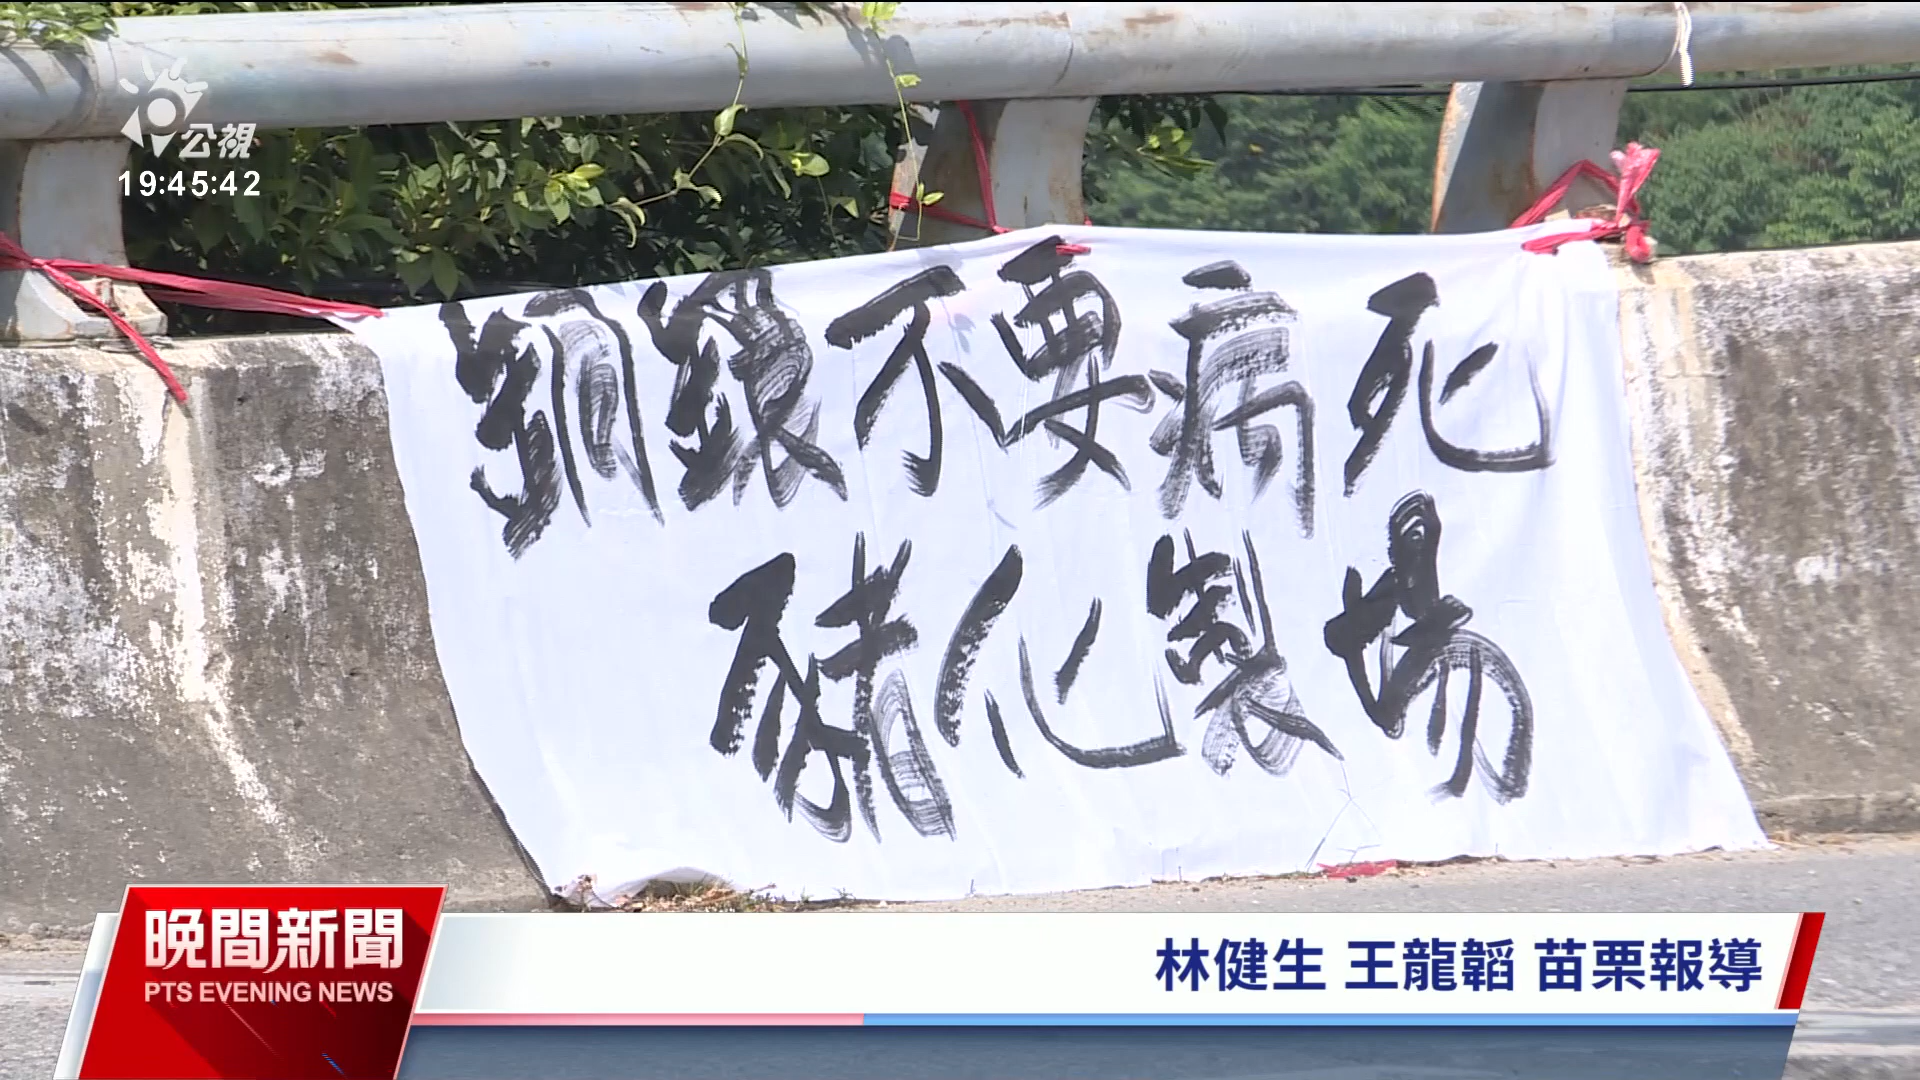 公視
19:45:42
銅鑼不要病死
豬化製場
晚間新聞
PTS EVENING NEWS
林健生 王龍韜 苗栗報導